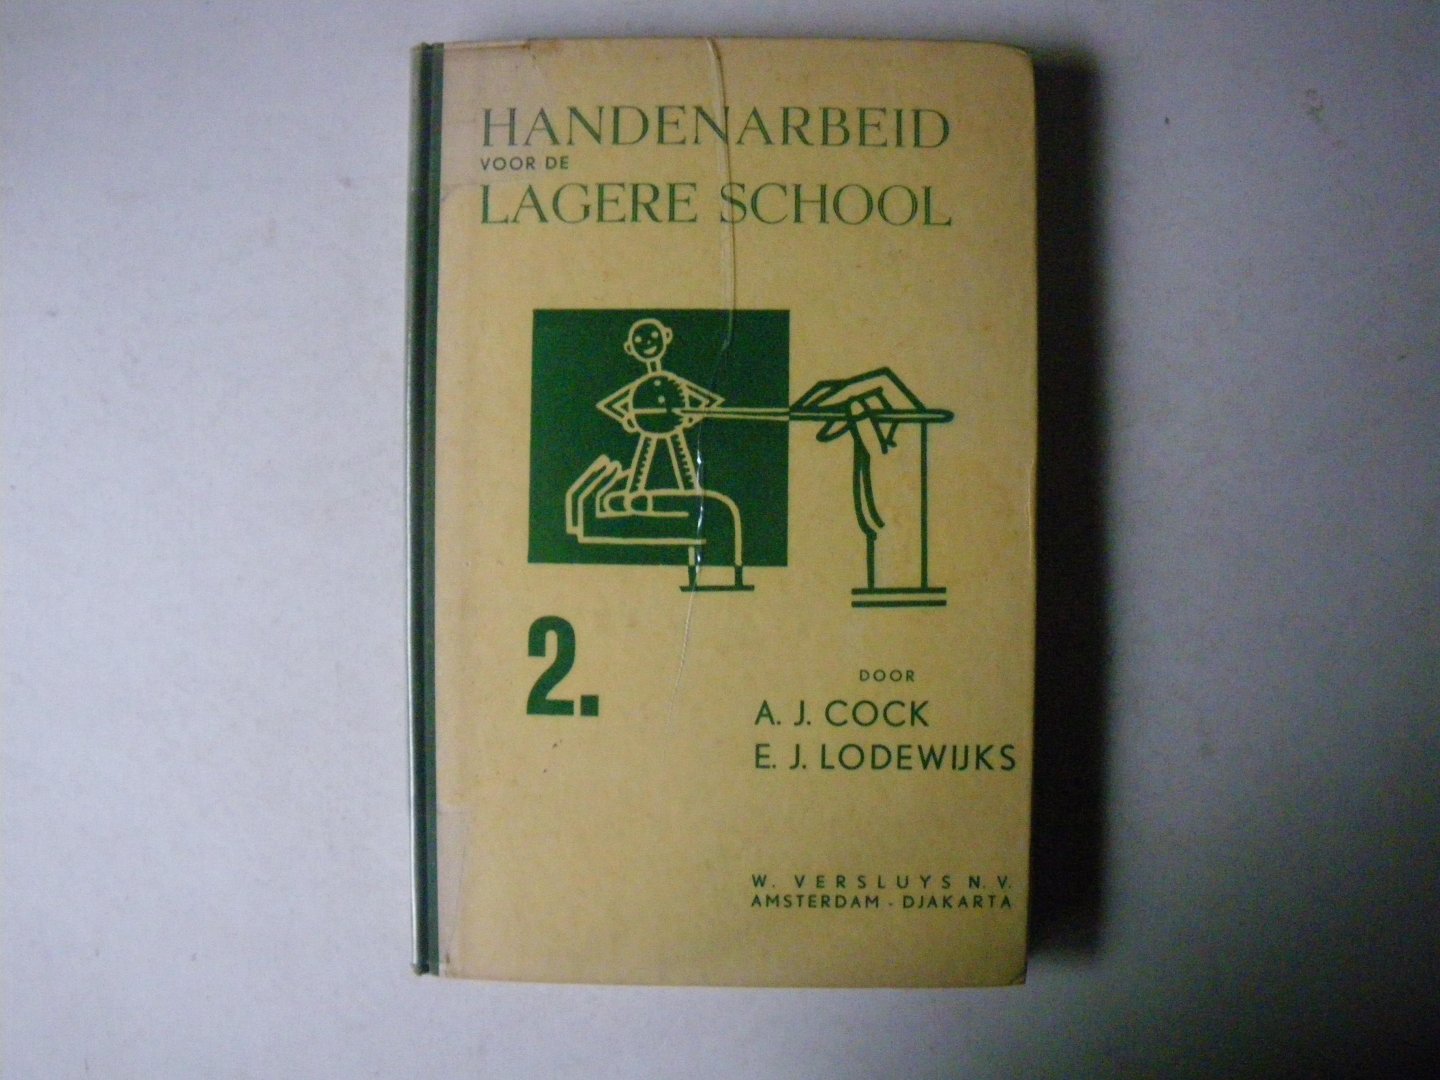 HANDENARBEID
VOOR DE
LAGERE SCHOOL
2.
DOOR
A. J. COCK
E. J. LODEWIJKS
W. VERSLUYS N. V.
AMSTERDAM - DJAKARTA